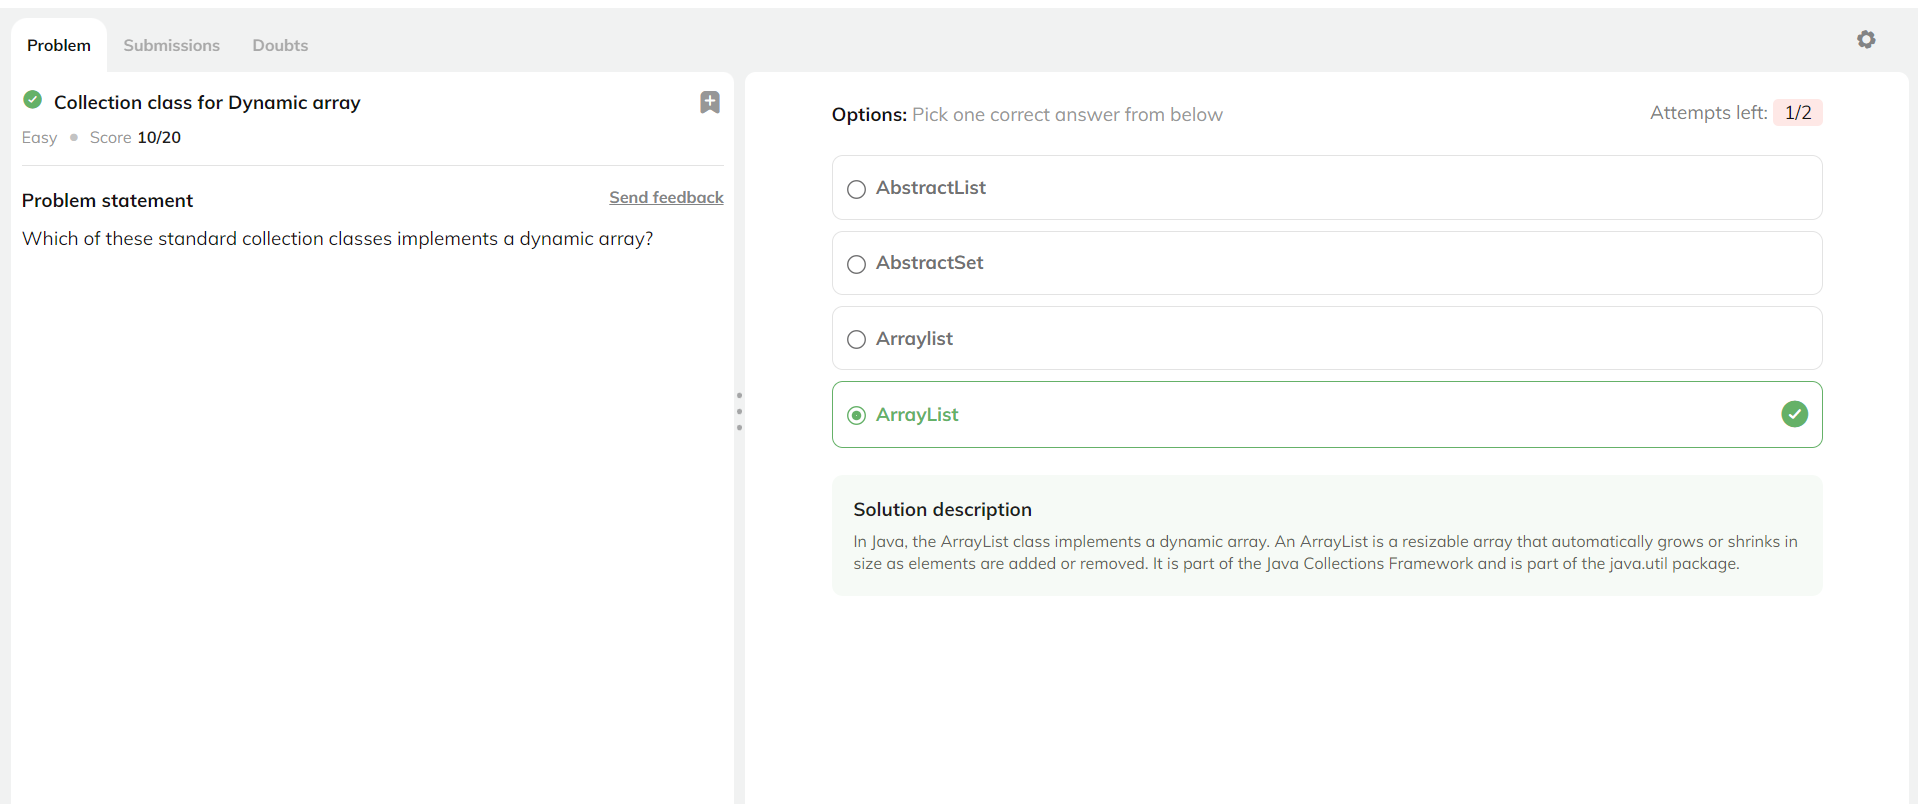 Problem
Submissions
Doubts
Collection class for Dynamic array
Easy
Score 10/20
Problem statement
Send feedback
Which of these standard collection classes implements a dynamic array?
Options: Pick one correct answer from below
Attempts left: 1/2
AbstractList
AbstractSet
Arraylist
ArrayList
Solution description
In Java, the ArrayList class implements a dynamic array. An ArrayList is a resizable array that automatically grows or shrinks in
size as elements are added or removed. It is part of the Java Collections Framework and is part of the java.util package.